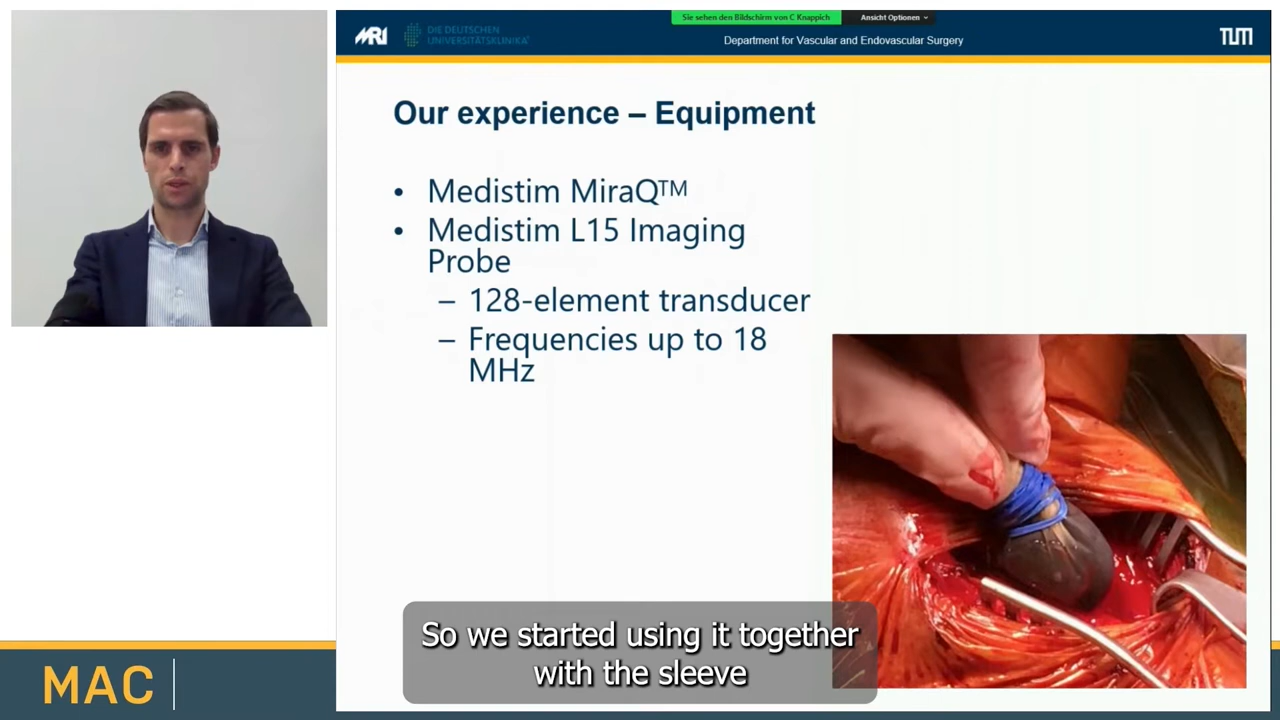 Sie sehen den Bildschirm von C Knappich
Ansicht Optionen
MRI
DIE DEUTSCHEN
UNIVERSITÄTSKLINIKA
Department for Vascular and Endovascular Surgery
TUM
Our experience – Equipment
• Medistim MiraQ™
• Medistim L15 Imaging
Probe
– 128-element transducer
– Frequencies up to 18
MHz
So we started using it together
with the sleeve
MAC